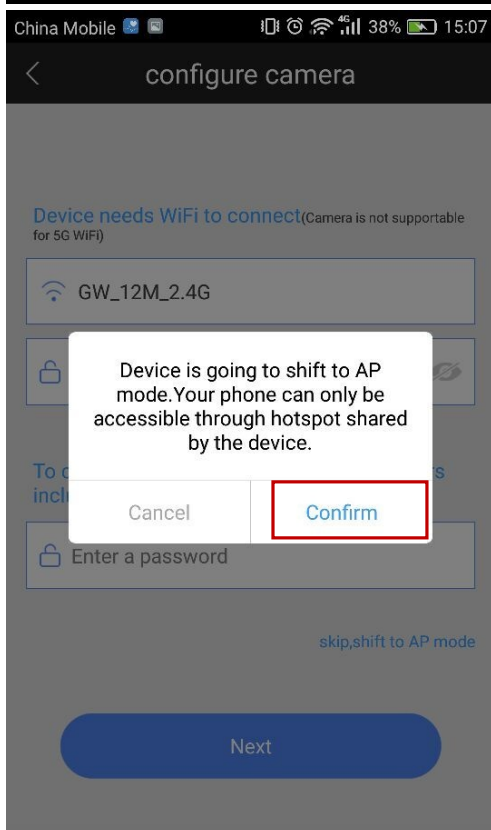 China Mobile 4G 38% 15:07
configure camera
Device needs WiFi to connect(Camera is not supportable
for 5G WiFi)
GW_12M_2.4G
Device is going to shift to AP
mode.Your phone can only be
accessible through hotspot shared
by the device.
To
Cancel Confirm
Enter a password
skip,shift to AP mode
Next